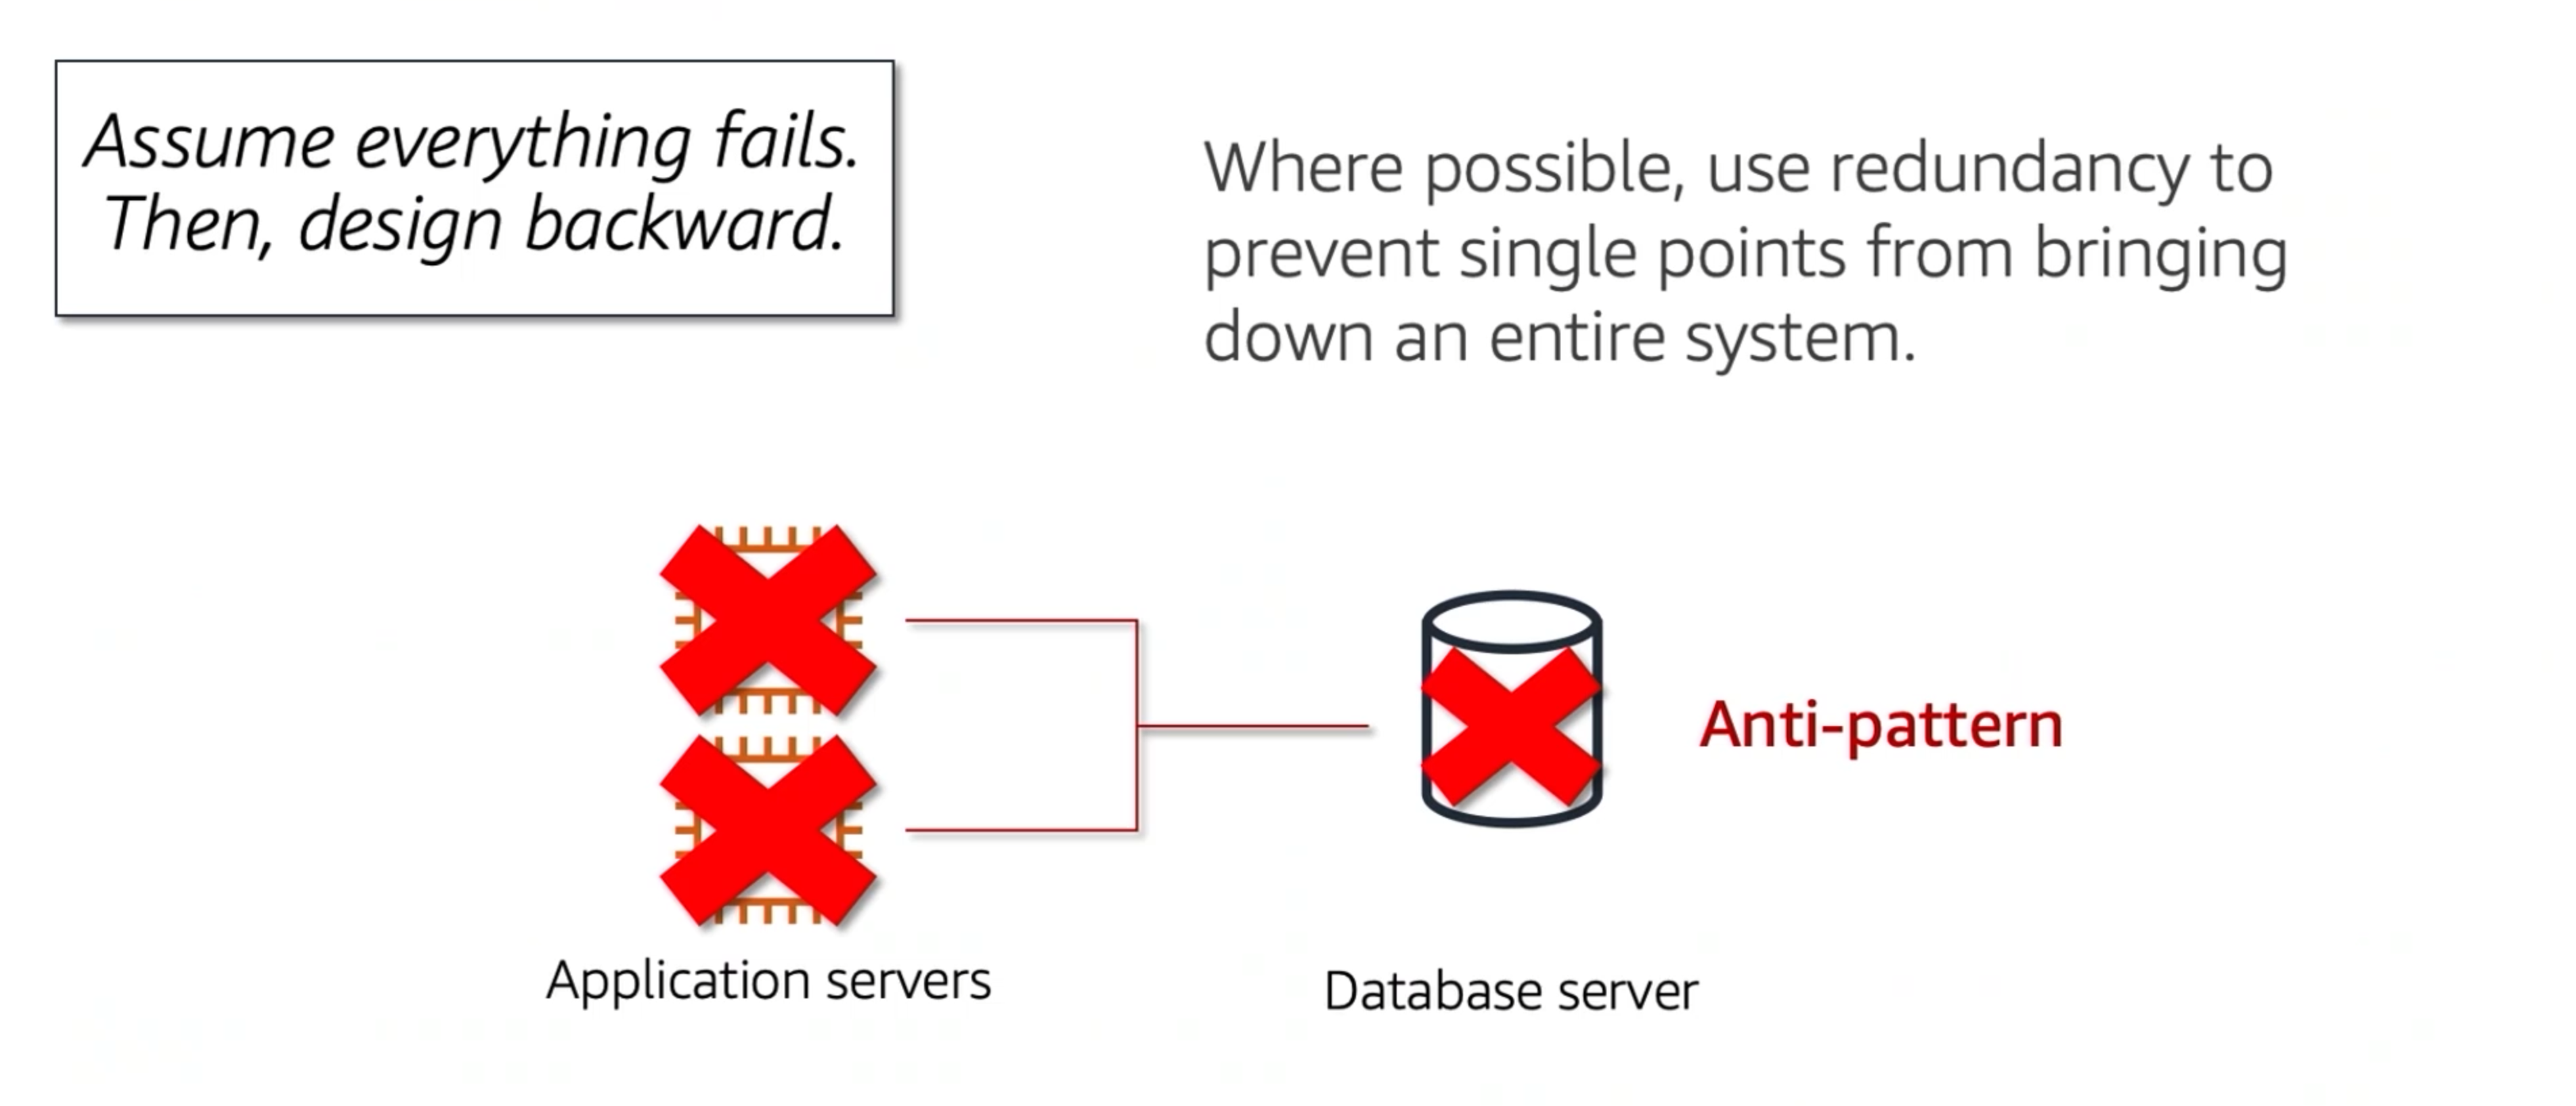 Assume everything fails.
Then, design backward.
Where possible, use redundancy to
prevent single points from bringing
down an entire system.
Anti-pattern
Application servers
Database server